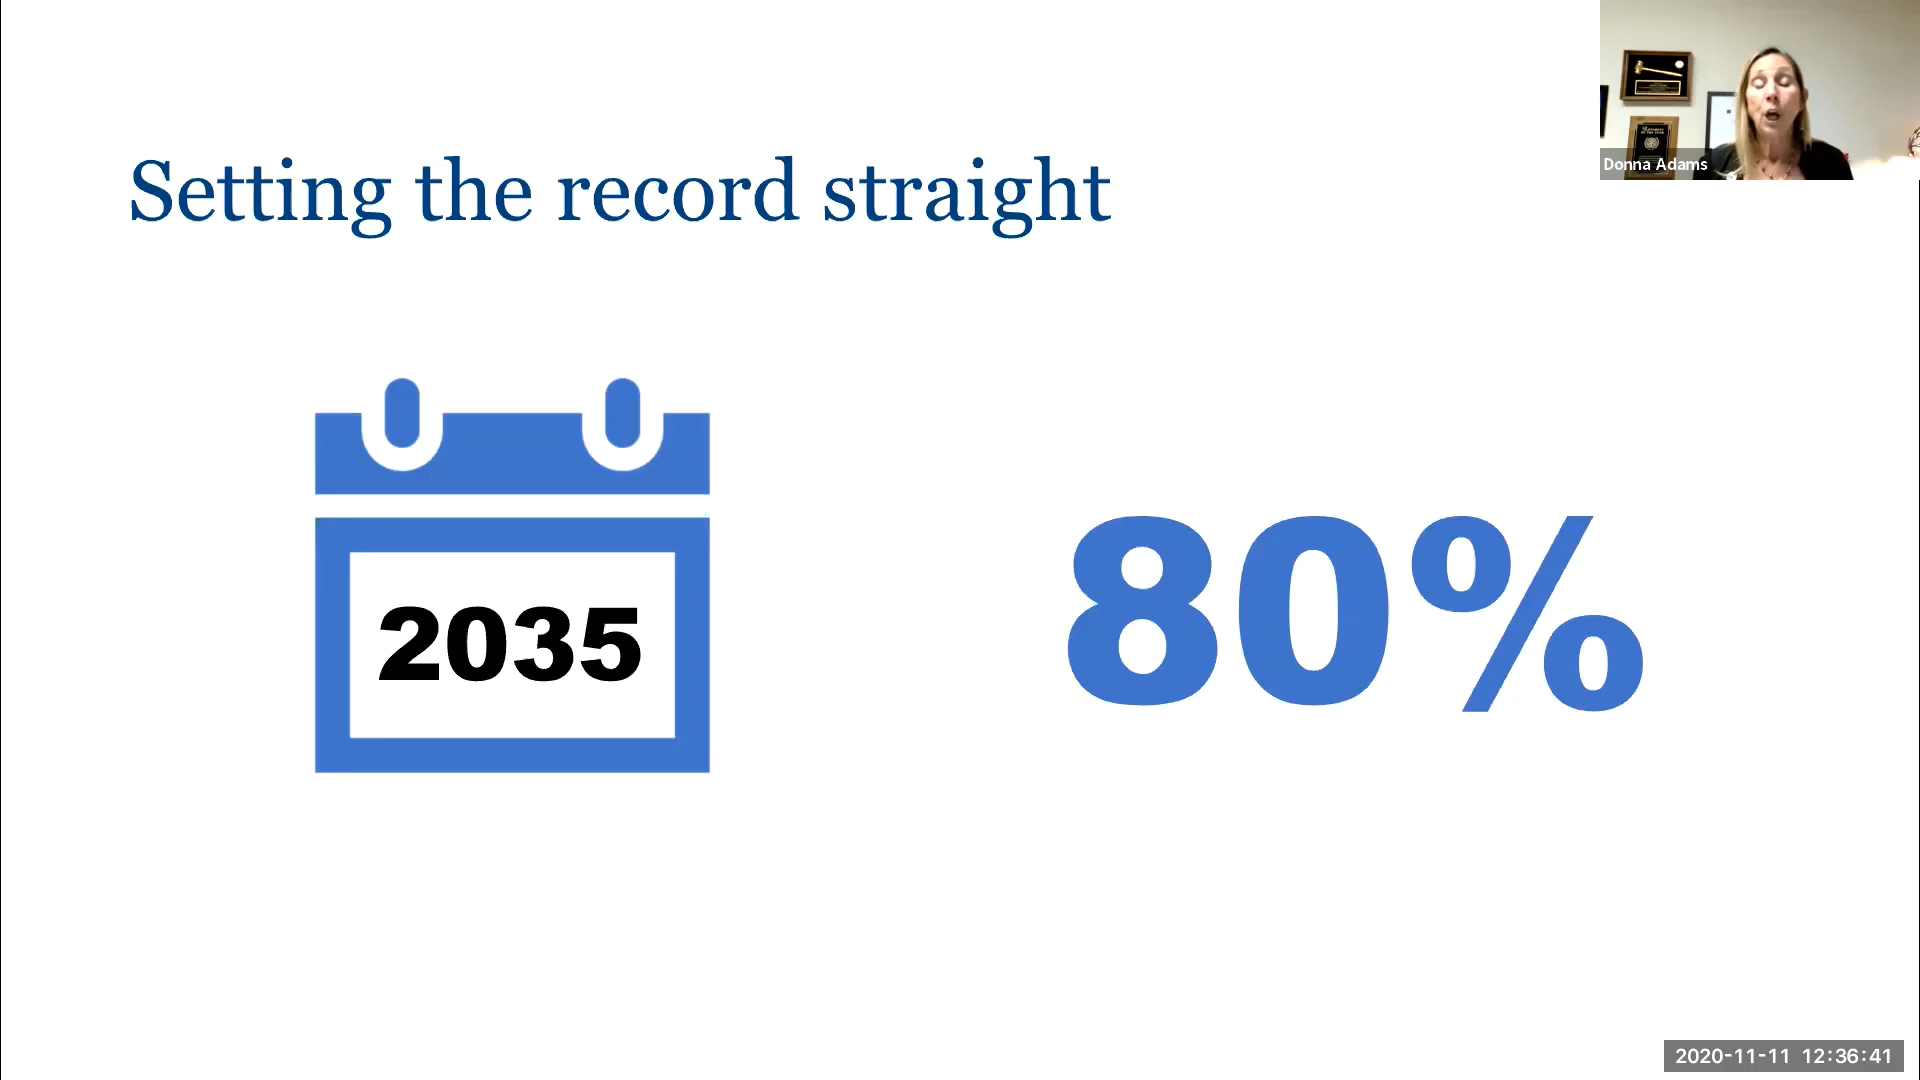 Setting the record straight
2035
80%
Donna Adams
2020-11-11 12:36:41